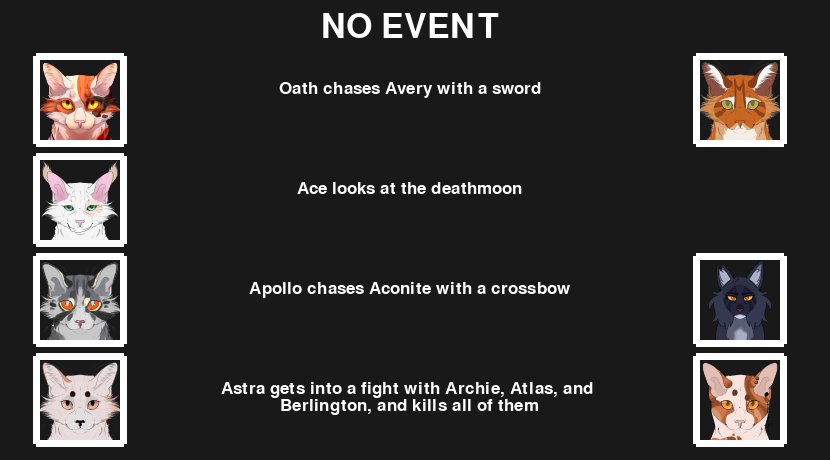 NO EVENT
Oath chases Avery with a sword
Ace looks at the deathmoon
Apollo chases Aconite with a crossbow
Astra gets into a fight with Archie, Atlas, and
Berlington, and kills all of them